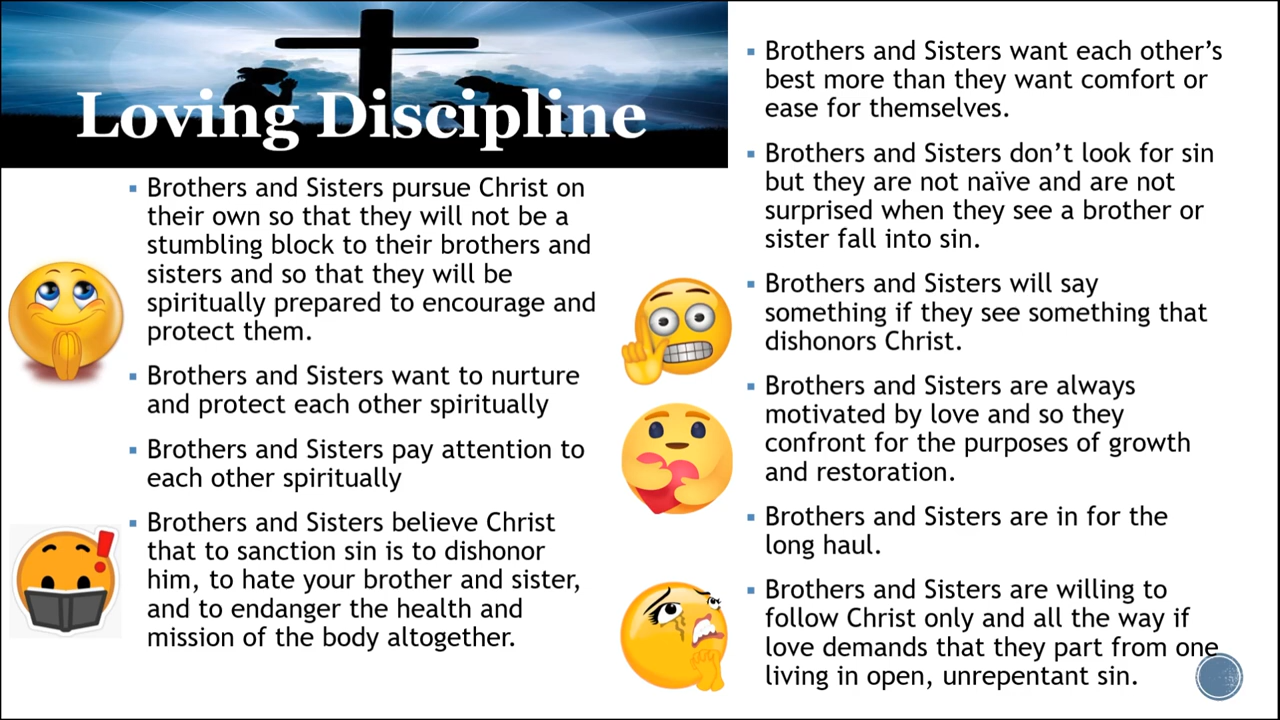 Loving Discipline
▪ Brothers and Sisters pursue Christ on
their own so that they will not be a
stumbling block to their brothers and
sisters and so that they will be
spiritually prepared to encourage and
protect them.
▪ Brothers and Sisters want to nurture
and protect each other spiritually
▪ Brothers and Sisters pay attention to
each other spiritually
▪ Brothers and Sisters believe Christ
that to sanction sin is to dishonor
him, to hate your brother and sister,
and to endanger the health and
mission of the body altogether.
▪ Brothers and Sisters want each other’s
best more than they want comfort or
ease for themselves.
▪ Brothers and Sisters don’t look for sin
but they are not naïve and are not
surprised when they see a brother or
sister fall into sin.
▪ Brothers and Sisters will say
something if they see something that
dishonors Christ.
▪ Brothers and Sisters are always
motivated by love and so they
confront for the purposes of growth
and restoration.
▪ Brothers and Sisters are in for the
long haul.
▪ Brothers and Sisters are willing to
follow Christ only and all the way if
love demands that they part from one
living in open, unrepentant sin.